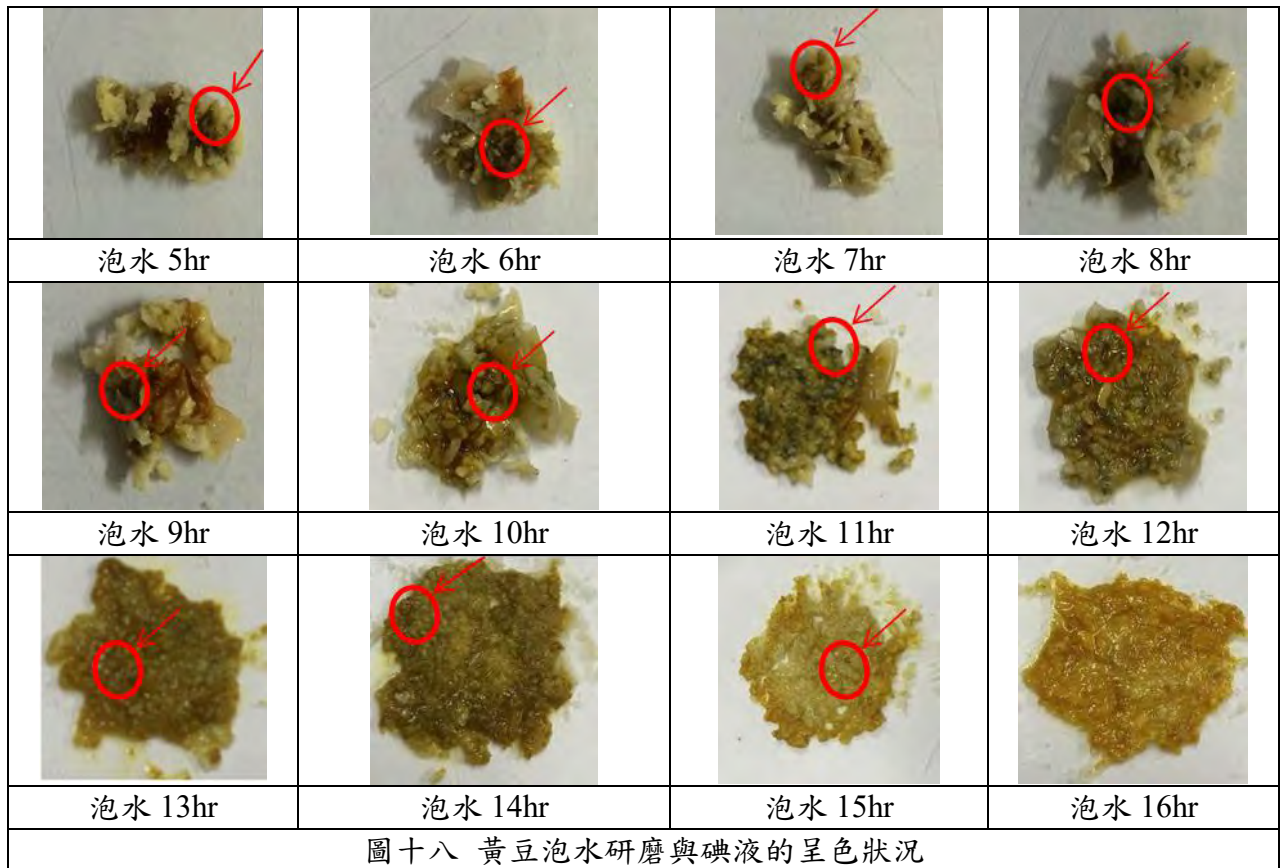 泡水 5hr
泡水 6hr
泡水 7hr
泡水 8hr
泡水 9hr
泡水 10hr
泡水 11hr
泡水 12hr
泡水 13hr
泡水 14hr
泡水 15hr
泡水 16hr
圖十八 黃豆泡水研磨與碘液的呈色狀況